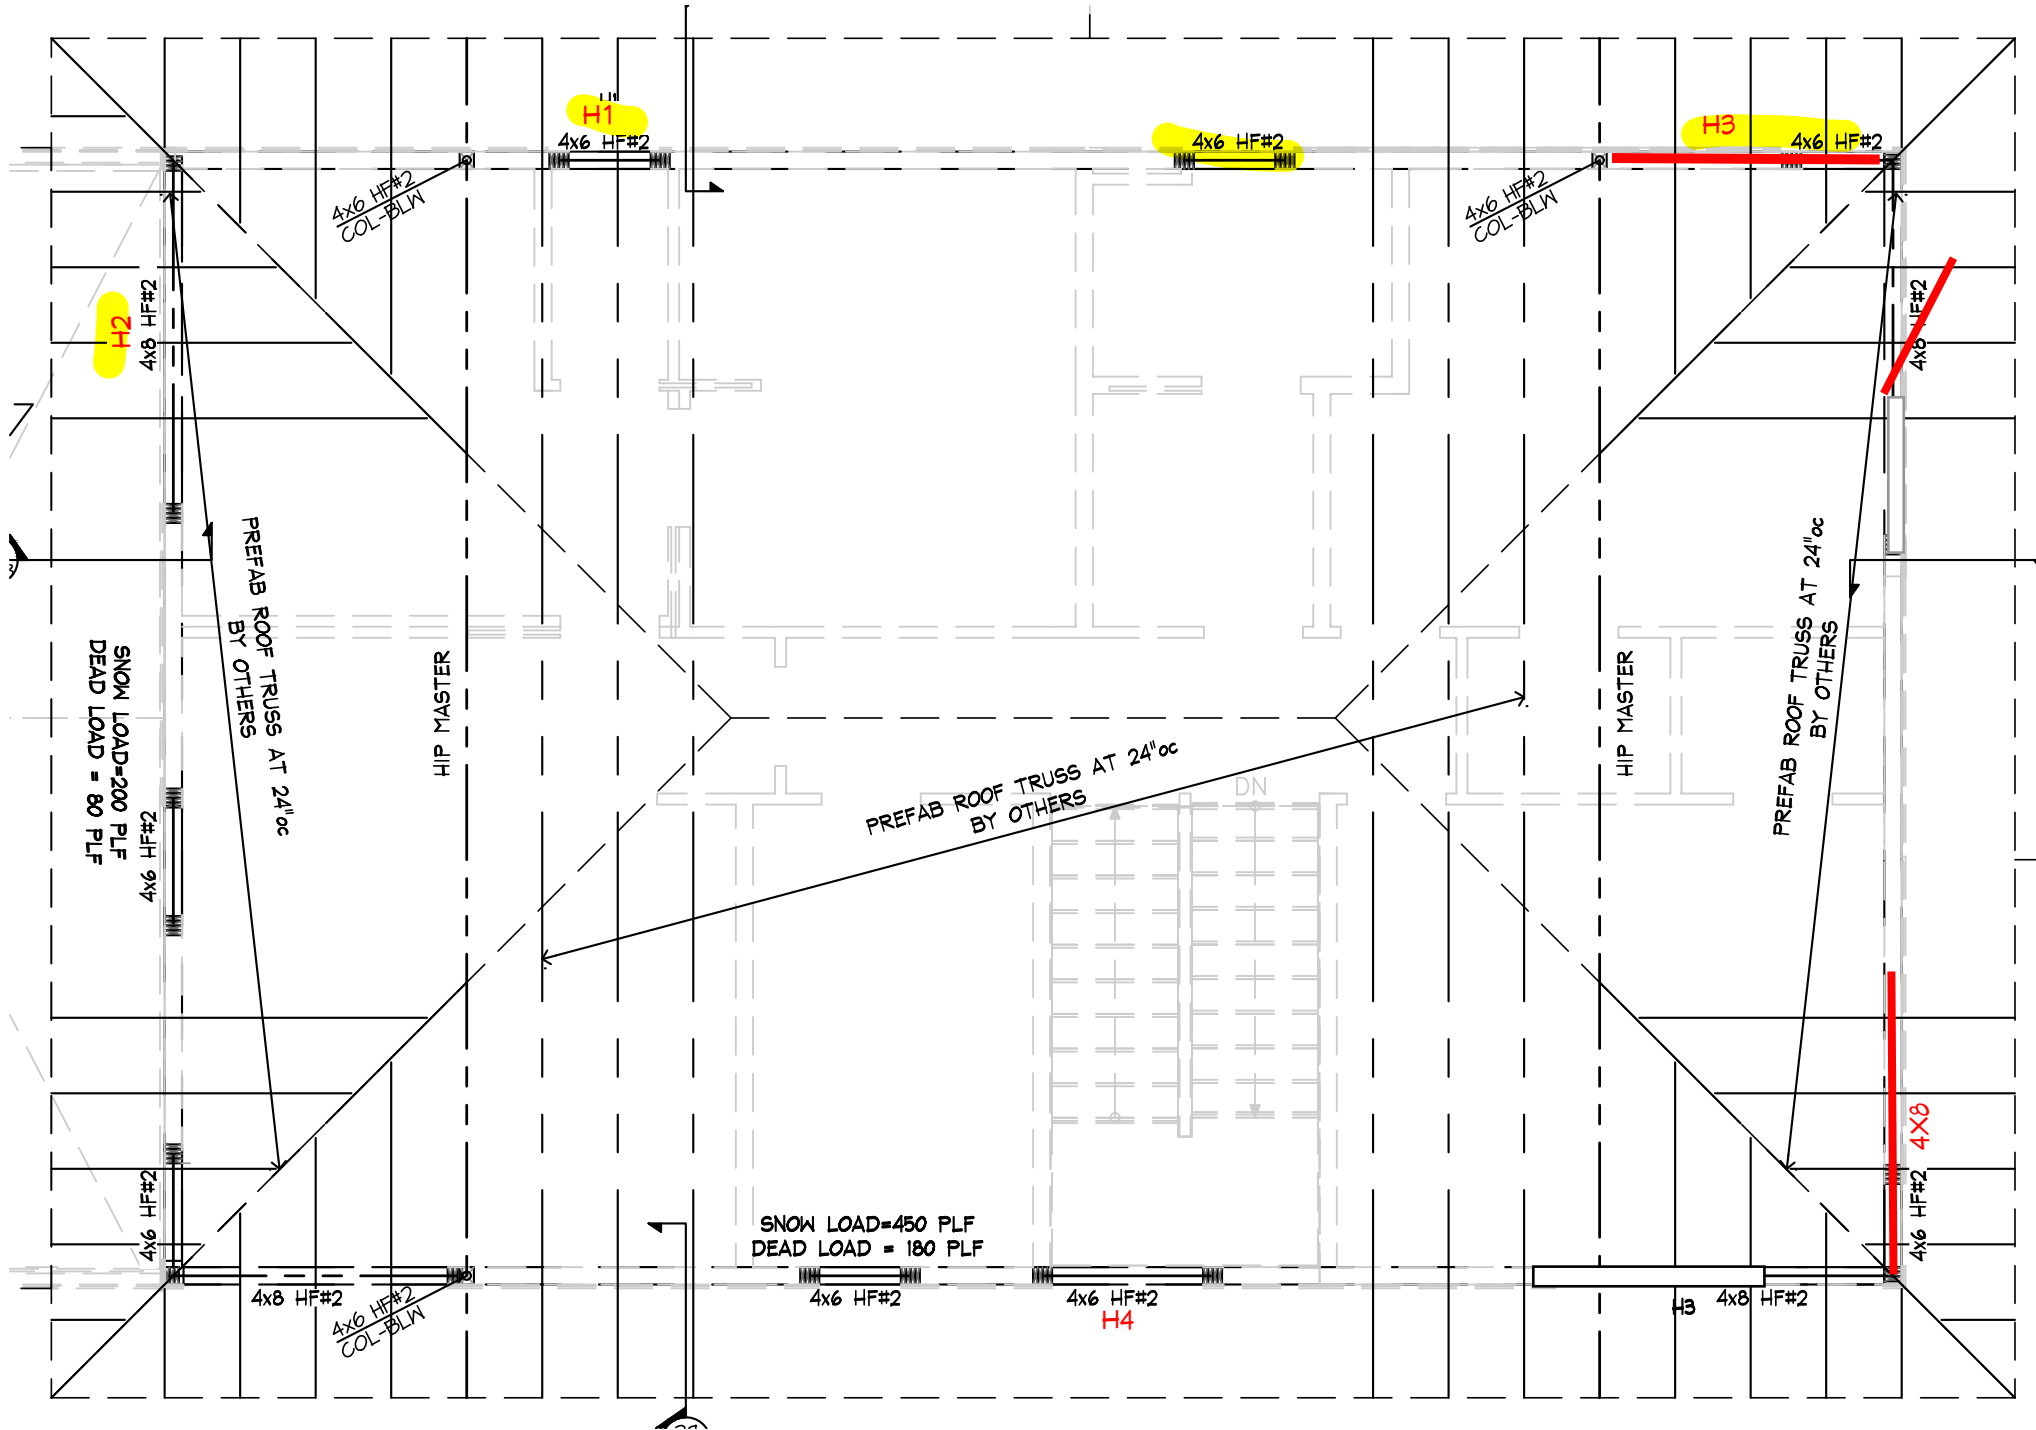 H1
H1
4x6 HF#2
4x6 HF#2
H3
4x6 HF#2
4x6 HF#2
COL-BLW
4x6 HF#2
COL-BLW
H2
4x8 HF#2
4x8 HF#2
PREFAB ROOF TRUSS AT 24"oc
BY OTHERS
PREFAB ROOF TRUSS AT 24"oc
BY OTHERS
SNOW LOAD=200 PLF
DEAD LOAD = 80 PLF
HIP MASTER
HIP MASTER
PREFAB ROOF TRUSS AT 24"oc
BY OTHERS
DN
4x6 HF#2
4X8
4x6 HF#2
4x6 HF#2
SNOW LOAD=450 PLF
DEAD LOAD = 180 PLF
4x8 HF#2
4x6 HF#2
COL-BLW
4x6 HF#2
4x6 HF#2
H4
H3
4x8 HF#2